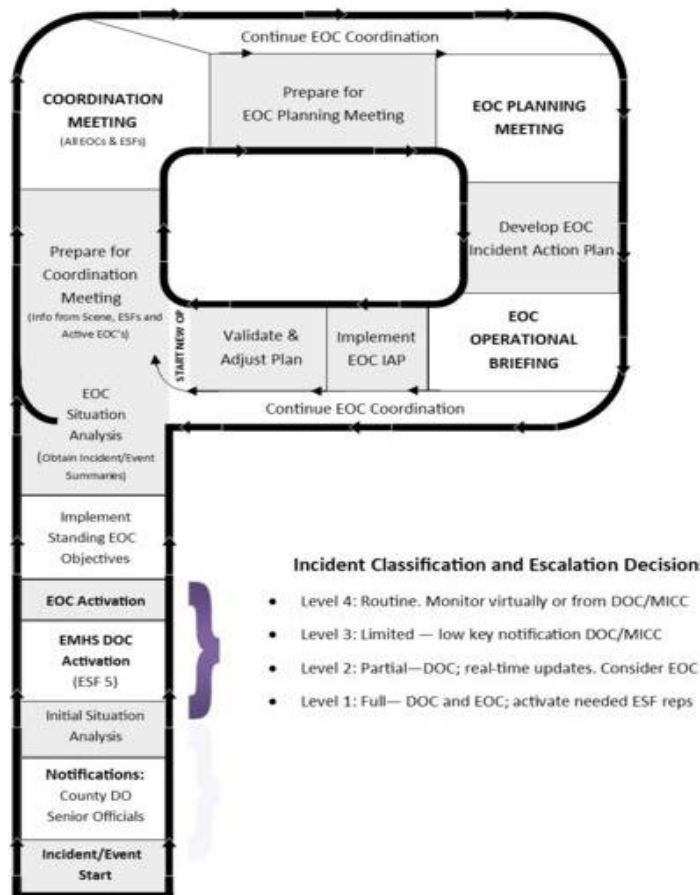 Continue EOC Coordination
COORDINATION
MEETING
(All EOCs & ESFs)
Prepare for
EOC Planning Meeting
EOC PLANNING
MEETING
Prepare for
Coordination
Meeting
(Info from Scene, ESFs and
Active EOC's)
Develop EOC
Incident Action Plan
START NEW OP
Validate &
Adjust Plan
Implement
EOC IAP
EOC
OPERATIONAL
BRIEFING
EOC
Situation
Analysis
(Obtain Incident/Event
Summaries)
Continue EOC Coordination
Implement
Standing EOC
Objectives
EOC Activation
EMHS DOC
Activation
(ESF 5)
Initial Situation
Analysis
Notifications:
County DO
Senior Officials
Incident/Event
Start
Incident Classification and Escalation Decisions
• Level 4: Routine. Monitor virtually or from DOC/MICC
• Level 3: Limited — low key notification DOC/MICC
• Level 2: Partial—DOC; real-time updates. Consider EOC
• Level 1: Full— DOC and EOC; activate needed ESF reps